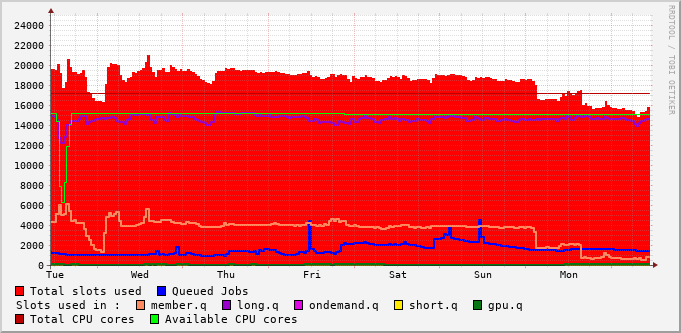 RRDTOOL / TOBI OETIKER
24000
22000
20000
18000
16000
14000
12000
10000
8000
6000
4000
2000
0
Tue Wed Thu Fri Sat Sun Mon
Total slots used Queued Jobs
Slots used in : member.q long.q ondemand.q short.q gpu.q
Total CPU cores Available CPU cores